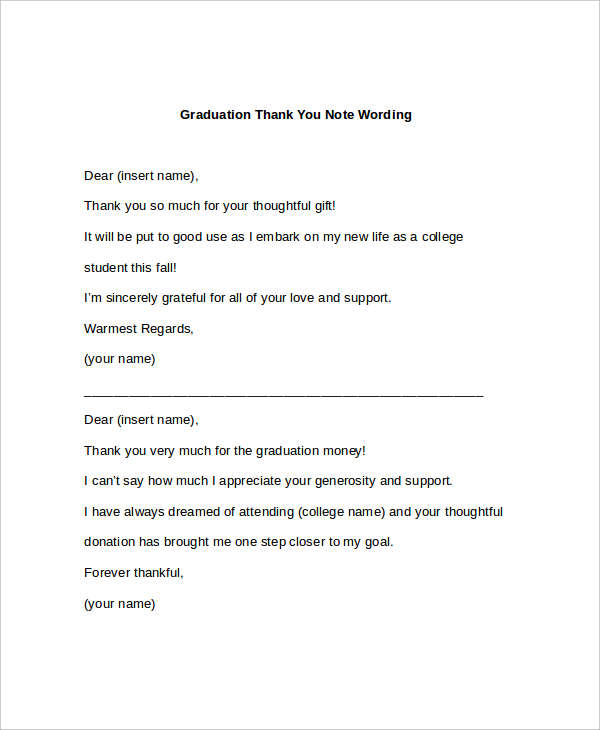 Graduation Thank You Note Wording
Dear (insert name),
Thank you so much for your thoughtful gift!
It will be put to good use as I embark on my new life as a college
student this fall!
I’m sincerely grateful for all of your love and support.
Warmest Regards,
(your name)
Dear (insert name),
Thank you very much for the graduation money!
I can’t say how much I appreciate your generosity and support.
I have always dreamed of attending (college name) and your thoughtful
donation has brought me one step closer to my goal.
Forever thankful,
(your name)